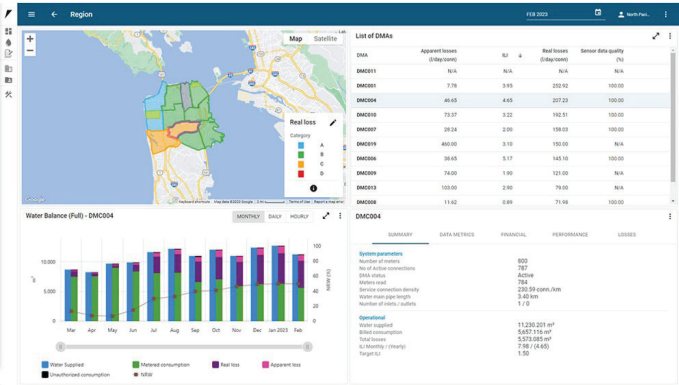 Region
FEB 2023
North Paci...
Map Satellite
Real loss
Category
A
B
C
D
Google
Keyboard shortcuts Map data ©2023 Google 2 mi Terms of Use Report a map error
List of DMAs
DMA Apparent losses (l/day/conn) ILI Real losses (l/day/conn) Sensor data quality (%)
DMC011 N/A N/A N/A N/A
DMC001 7.78 3.95 252.92 100.00
DMC004 46.65 4.65 207.23 100.00
DMC010 73.37 3.22 192.51 100.00
DMC007 28.24 2.00 158.03 100.00
DMC019 460.00 3.10 150.00 N/A
DMC006 38.65 5.17 145.10 100.00
DMC009 74.00 1.90 121.00 N/A
DMC013 103.00 2.90 79.00 N/A
DMC008 11.62 0.89 71.98 100.00
Water Balance (Full) - DMC004
MONTHLY DAILY HOURLY
m³
10.000
5.000
0
100
80
60
40
20
0
NRW (%)
Mar Apr May Jun Jul Aug Sep Oct Nov Dec Jan 2023 Feb
Water Supplied Metered consumption Real loss Apparent loss
Unauthorized consumption NRW
DMC004
SUMMARY DATA METRICS FINANCIAL PERFORMANCE LOSSES
System parameters
Number of meters 800
No of Active connections 787
DMA status Active
Meters read 784
Service connection density 230.59 conn./km
Water main pipe length 3.40 km
Number of inlets / outlets 1 / 0
Operational
Water supplied 11,230.201 m³
Billed consumption 5,657.116 m³
Total losses 5,573.085 m³
ILI Monthly / (Yearly) 7.98 / (4.65)
Target ILI 1.50